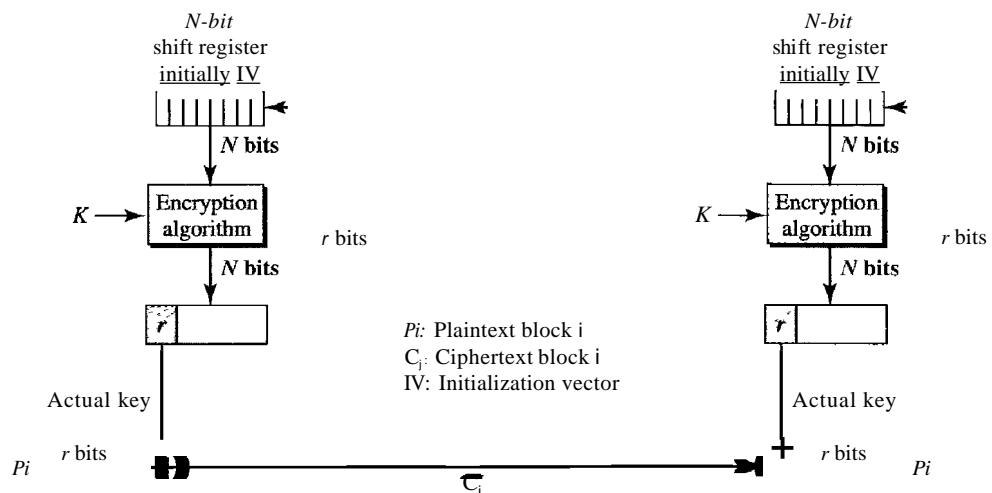 N-bit
shift register
initially IV
N bits
K
Encryption
algorithm
r bits
N bits
r
Actual key
r bits
Pi
N-bit
shift register
initially IV
N bits
K
Encryption
algorithm
r bits
N bits
r
Actual key
r bits
Pi
Pi: Plaintext block i
Cj: Ciphertext block i
IV: Initialization vector
Ci